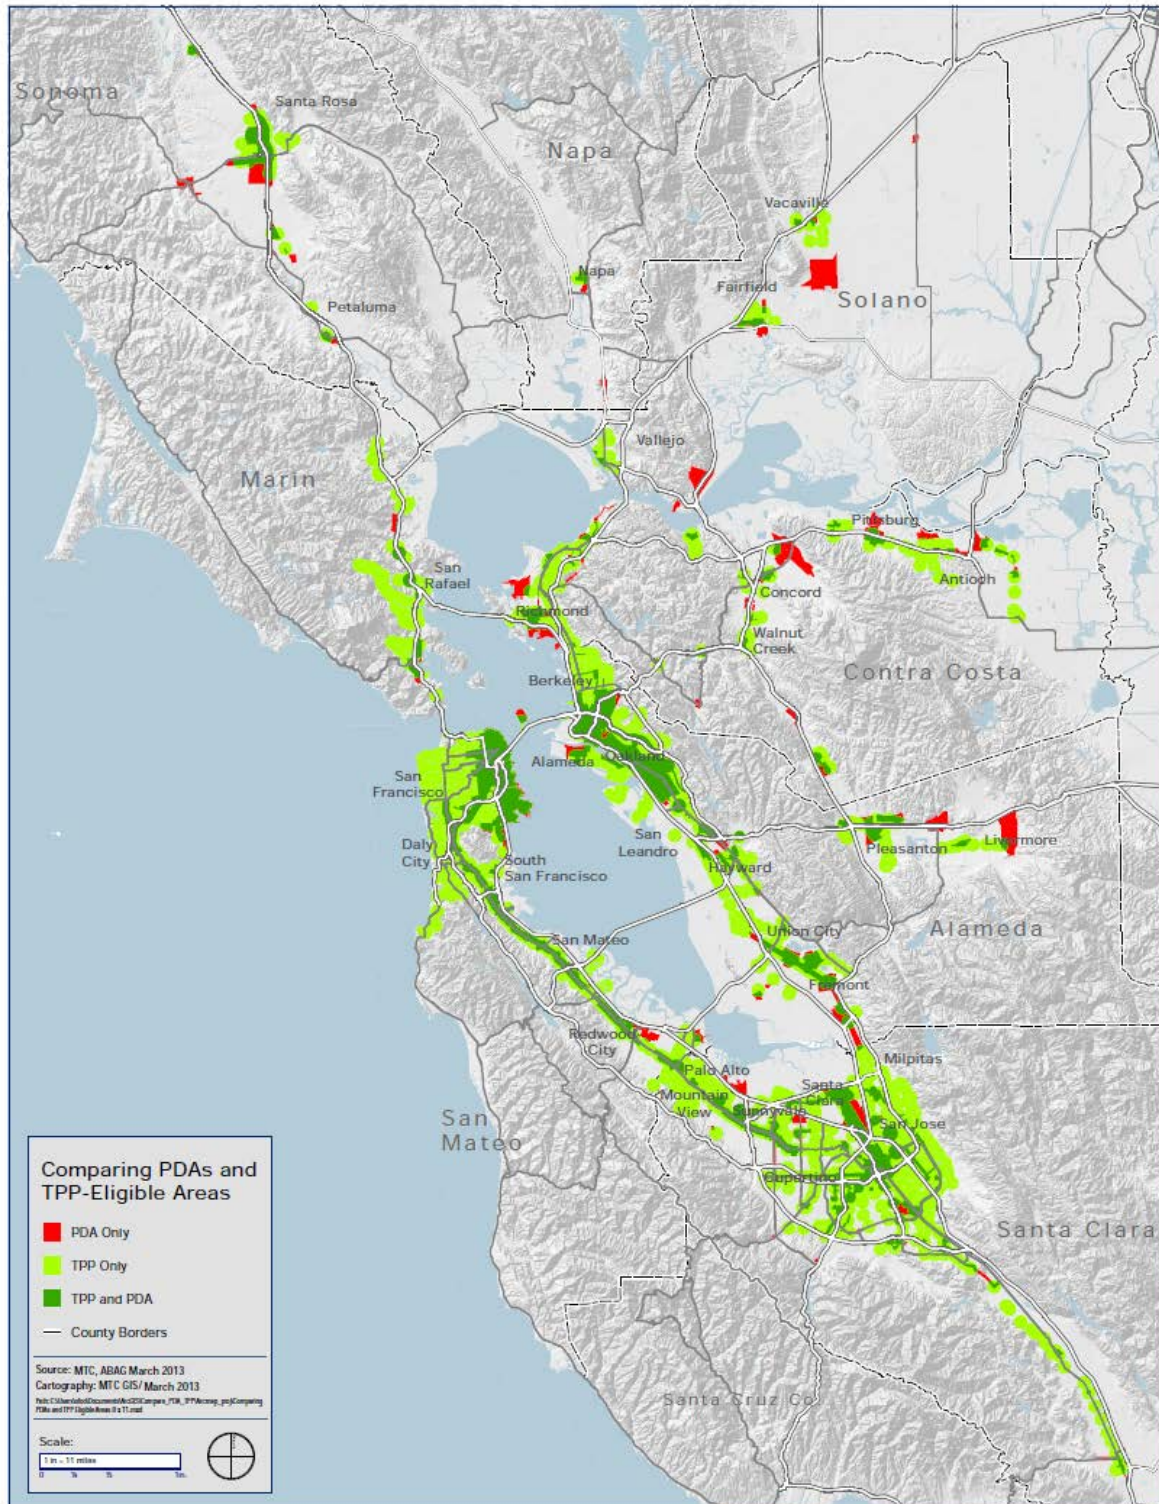 Sonoma
Santa Rosa
Napa
Vacaville
Napa
Fairfield
Solano
Petaluma
Vallejo
Marin
Pittsburg
San
Rafael
Antioch
Concord
Richmond
Walnut
Creek
Contra Costa
Berkeley
Alameda
Oakland
San
Francisco
San
Leandro
Pleasanton
Livermore
Daly
City
South
San Francisco
Hayward
Union City
Alameda
San Mateo
Fremont
Redwood
City
Milpitas
Palo Alto
Santa
Clara
Mountain
View
Sunnyvale
San Jose
San
Mateo
Cupertino
Santa Clara
Santa Cruz Co.
Comparing PDAs and
TPP-Eligible Areas
PDA Only
TPP Only
TPP and PDA
County Borders
Source: MTC, ABAG March 2013
Cartography: MTC GIS/ March 2013
Scale:
1 in = 11 miles